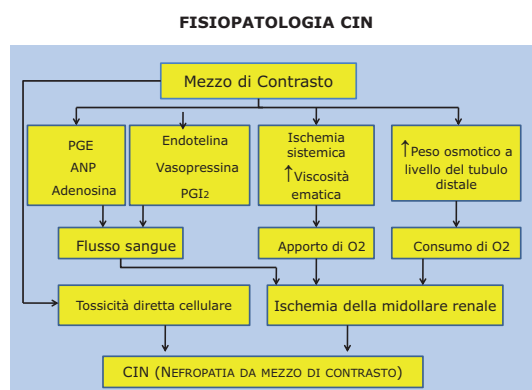 FISIOPATOLOGIA CIN
Mezzo di Contrasto
PGE
ANP
Adenosina
Endotelina
Vasopressina
PGI2
Ischemia
sistemica
↑Viscosità
ematica
↑Peso osmotico a
livello del tubulo
distale
Flusso sangue
Apporto di O2
Consumo di O2
Tossicità diretta cellulare
Ischemia della midollare renale
CIN (NEFROPATIA DA MEZZO DI CONTRASTO)